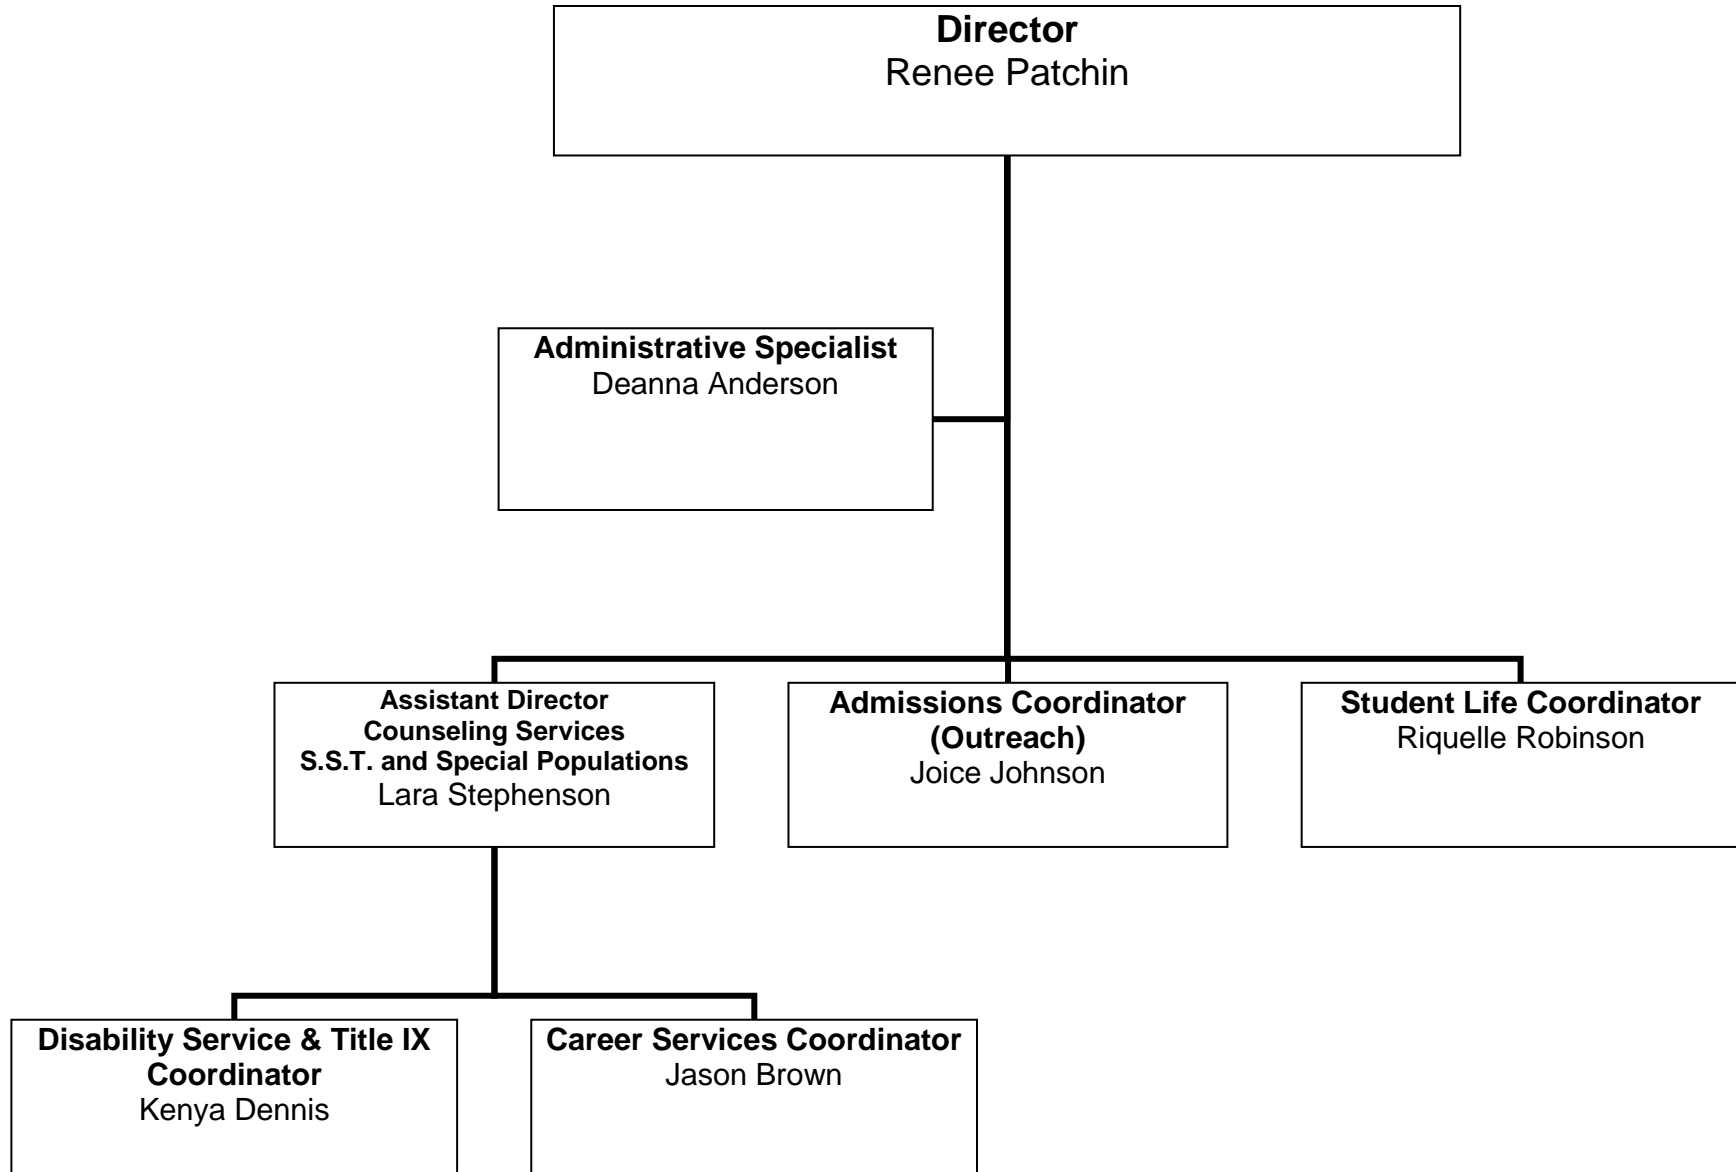 Director
Renee Patchin
Administrative Specialist
Deanna Anderson
Assistant Director
Counseling Services
S.S.T. and Special Populations
Lara Stephenson
Admissions Coordinator
(Outreach)
Joice Johnson
Student Life Coordinator
Riquelle Robinson
Disability Service & Title IX
Coordinator
Kenya Dennis
Career Services Coordinator
Jason Brown